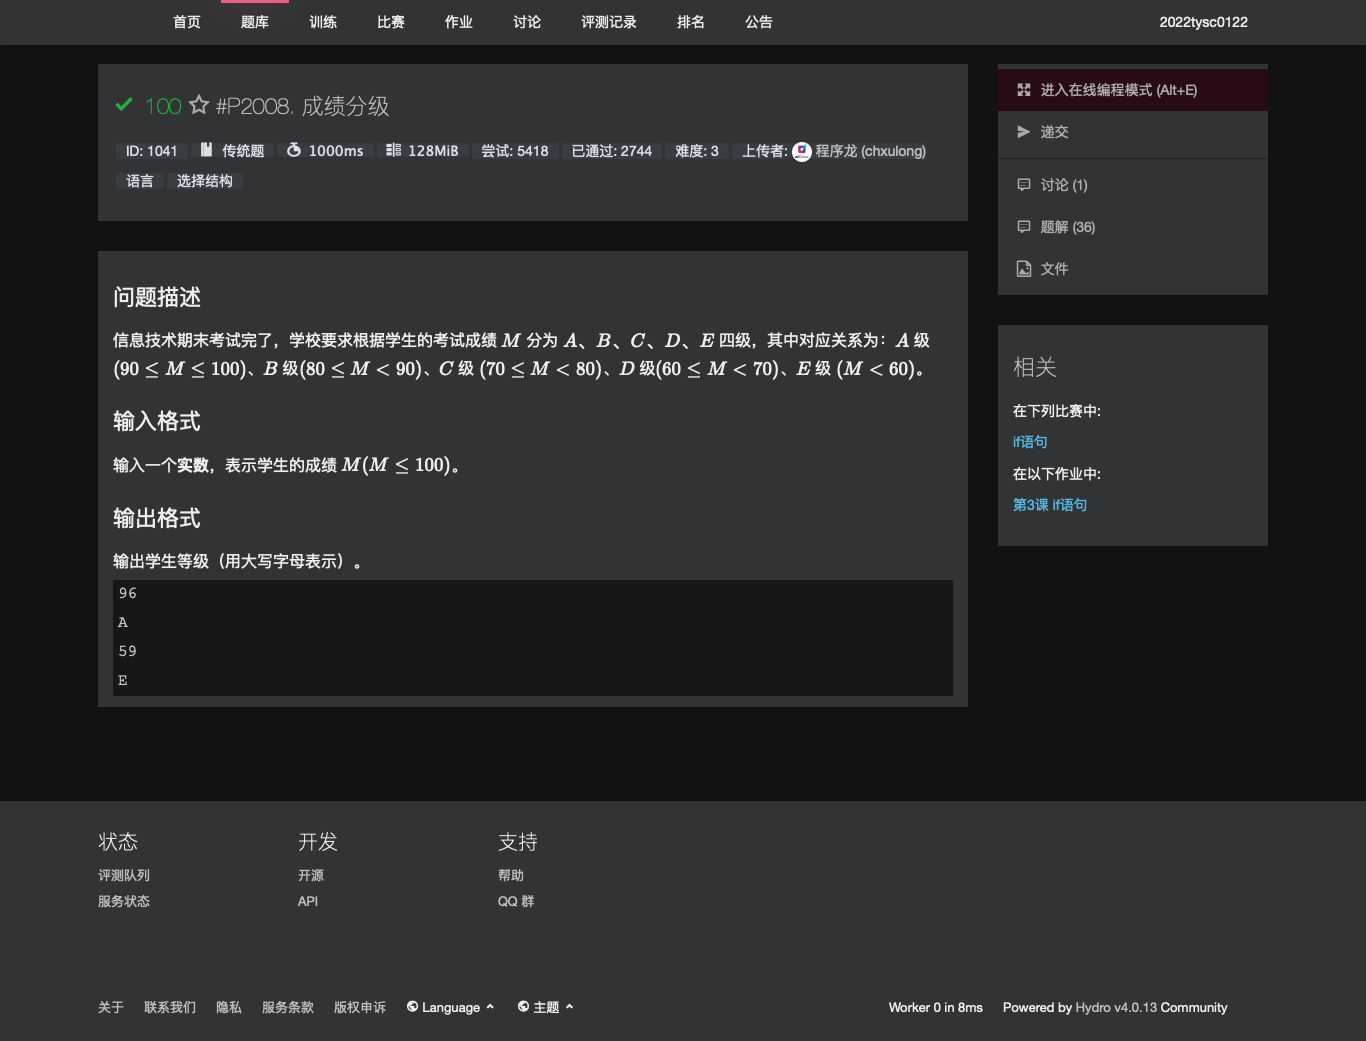 首页 题库 训练 比赛 作业 讨论 评测记录 排名 公告 2022tysc0122
100 #P2008. 成绩分级
ID: 1041 传统题 1000ms 128MiB 尝试: 5418 已通过: 2744 难度: 3 上传者: 程序龙 (chxulong)
语言 选择结构
问题描述
信息技术期末考试完了，学校要求根据学生的考试成绩 M 分为 A、B、C、D、E 四级，其中对应关系为：A 级
(90 ≤ M ≤ 100)、B 级(80 ≤ M < 90)、C 级 (70 ≤ M < 80)、D 级(60 ≤ M < 70)、E 级 (M < 60)。
输入格式
输入一个实数，表示学生的成绩 M(M ≤ 100)。
输出格式
输出学生等级（用大写字母表示）。
96
A
59
E
进入在线编程模式 (Alt+E)
递交
讨论 (1)
题解 (36)
文件
相关
在下列比赛中:
if语句
在以下作业中:
第3课 if语句
状态 开发 支持
评测队列 开源 帮助
服务状态 API QQ 群
关于 联系我们 隐私 服务条款 版权申诉 Language 主题 Worker 0 in 8ms Powered by Hydro v4.0.13 Community